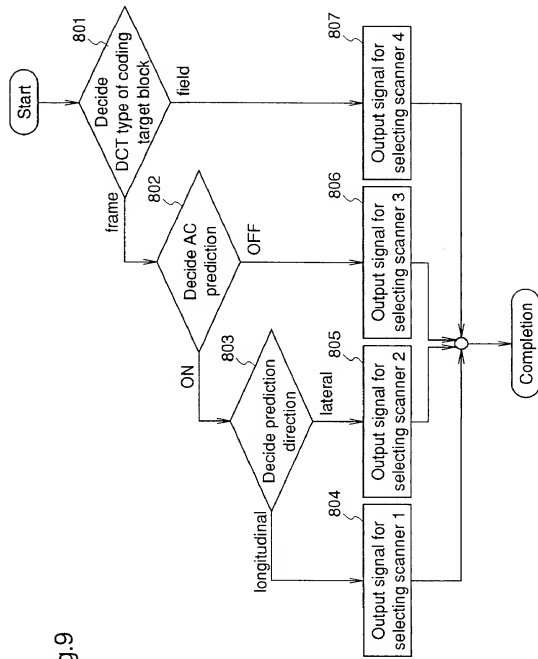 g.9
Start
801
Decide
DCT type of coding
target block
frame
field
802
Decide AC
prediction
ON
OFF
803
Decide prediction
direction
longitudinal
lateral
804
Output signal for
selecting scanner 1
805
Output signal for
selecting scanner 2
806
Output signal for
selecting scanner 3
807
Output signal for
selecting scanner 4
Completion